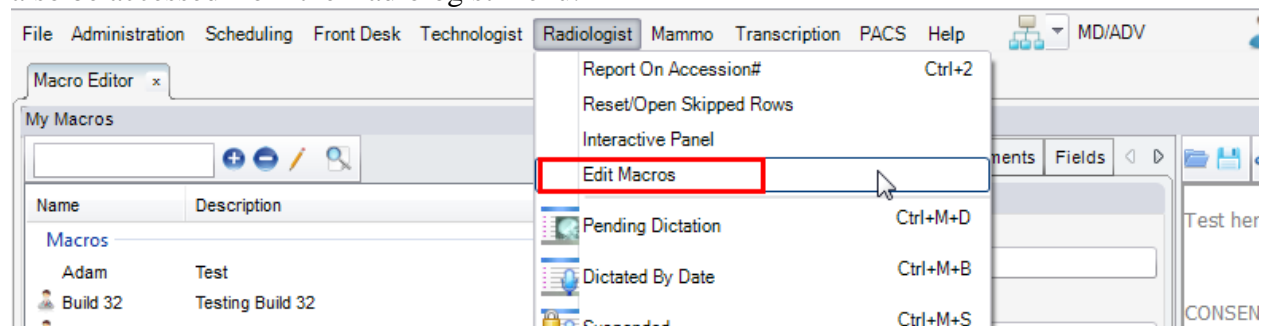 File Administration Scheduling Front Desk Technologist Radiologist Mammo Transcription PACS Help MD/ADV
Macro Editor x
My Macros
Report On Accession# Ctrl+2
Reset/Open Skipped Rows
Interactive Panel
Edit Macros
Fields
Name Description
Macros
Adam Test
Build 32 Testing Build 32
Pending Dictation Ctrl+M+D
Dictated By Date Ctrl+M+B
Ctrl+M+S
Test her
CONSEN